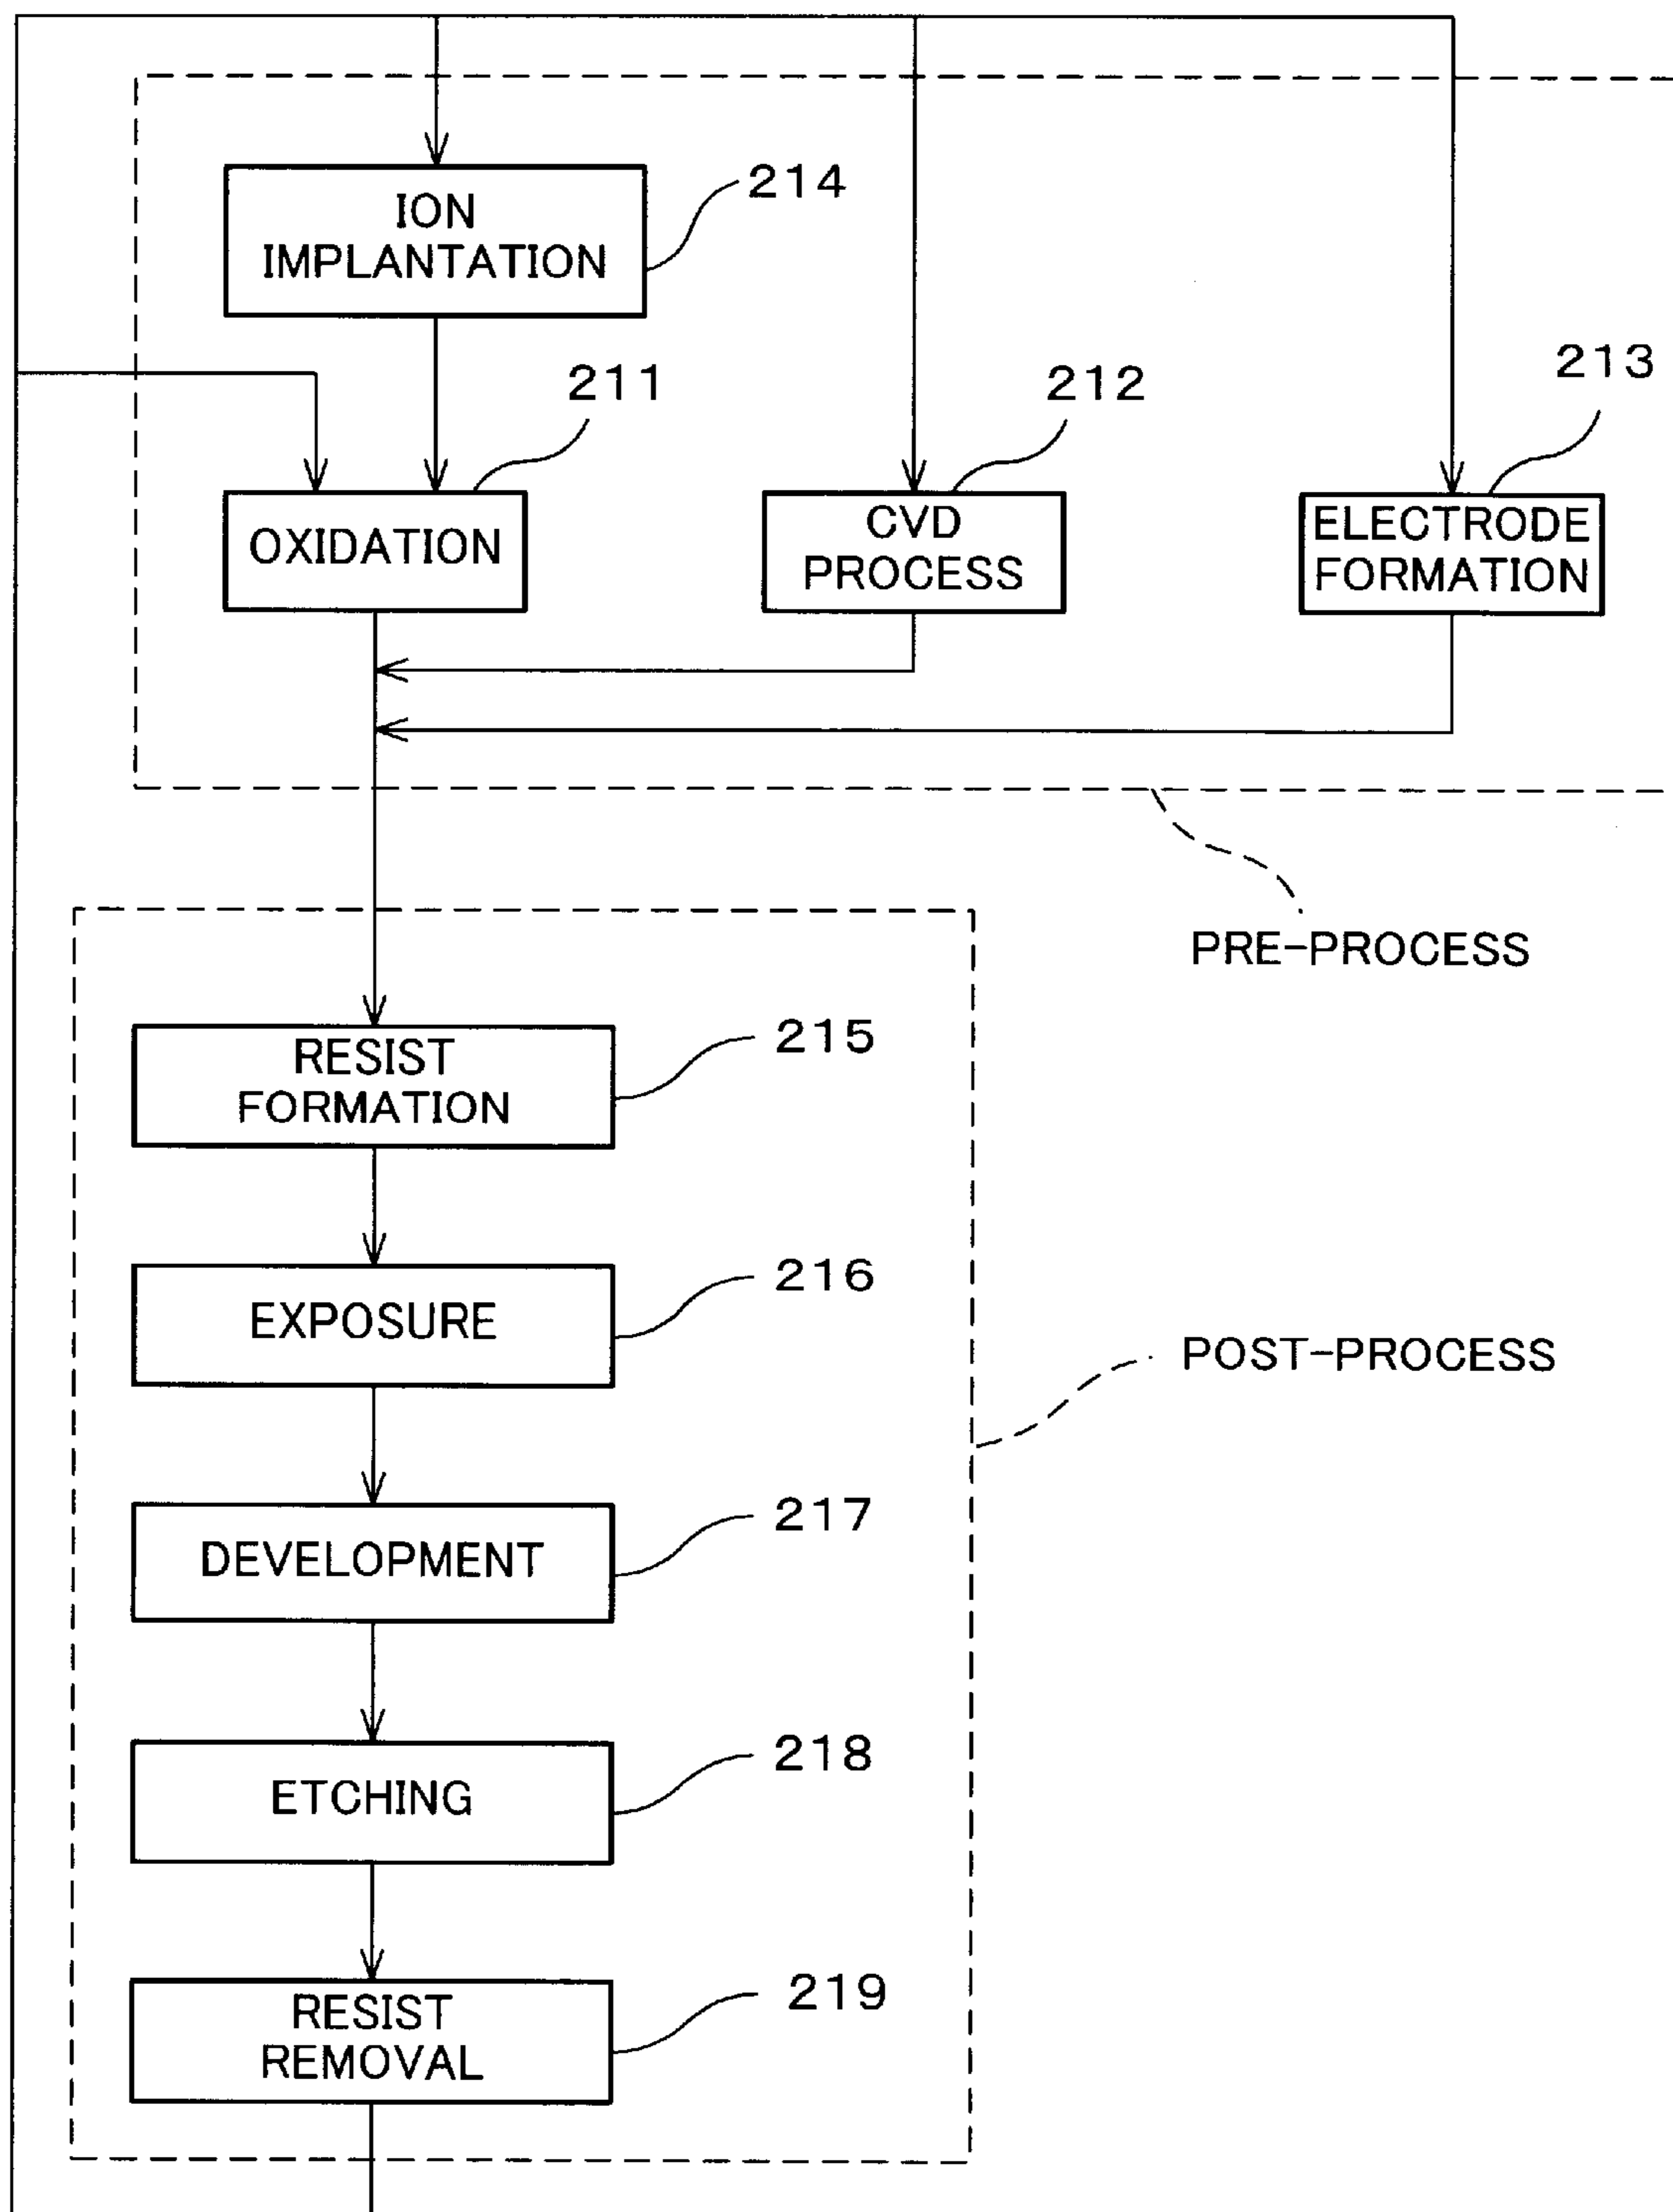 214
ION
IMPLANTATION
211
212
213
OXIDATION
CVD
PROCESS
ELECTRODE
FORMATION
PRE-PROCESS
215
RESIST
FORMATION
216
EXPOSURE
POST-PROCESS
217
DEVELOPMENT
218
ETCHING
219
RESIST
REMOVAL